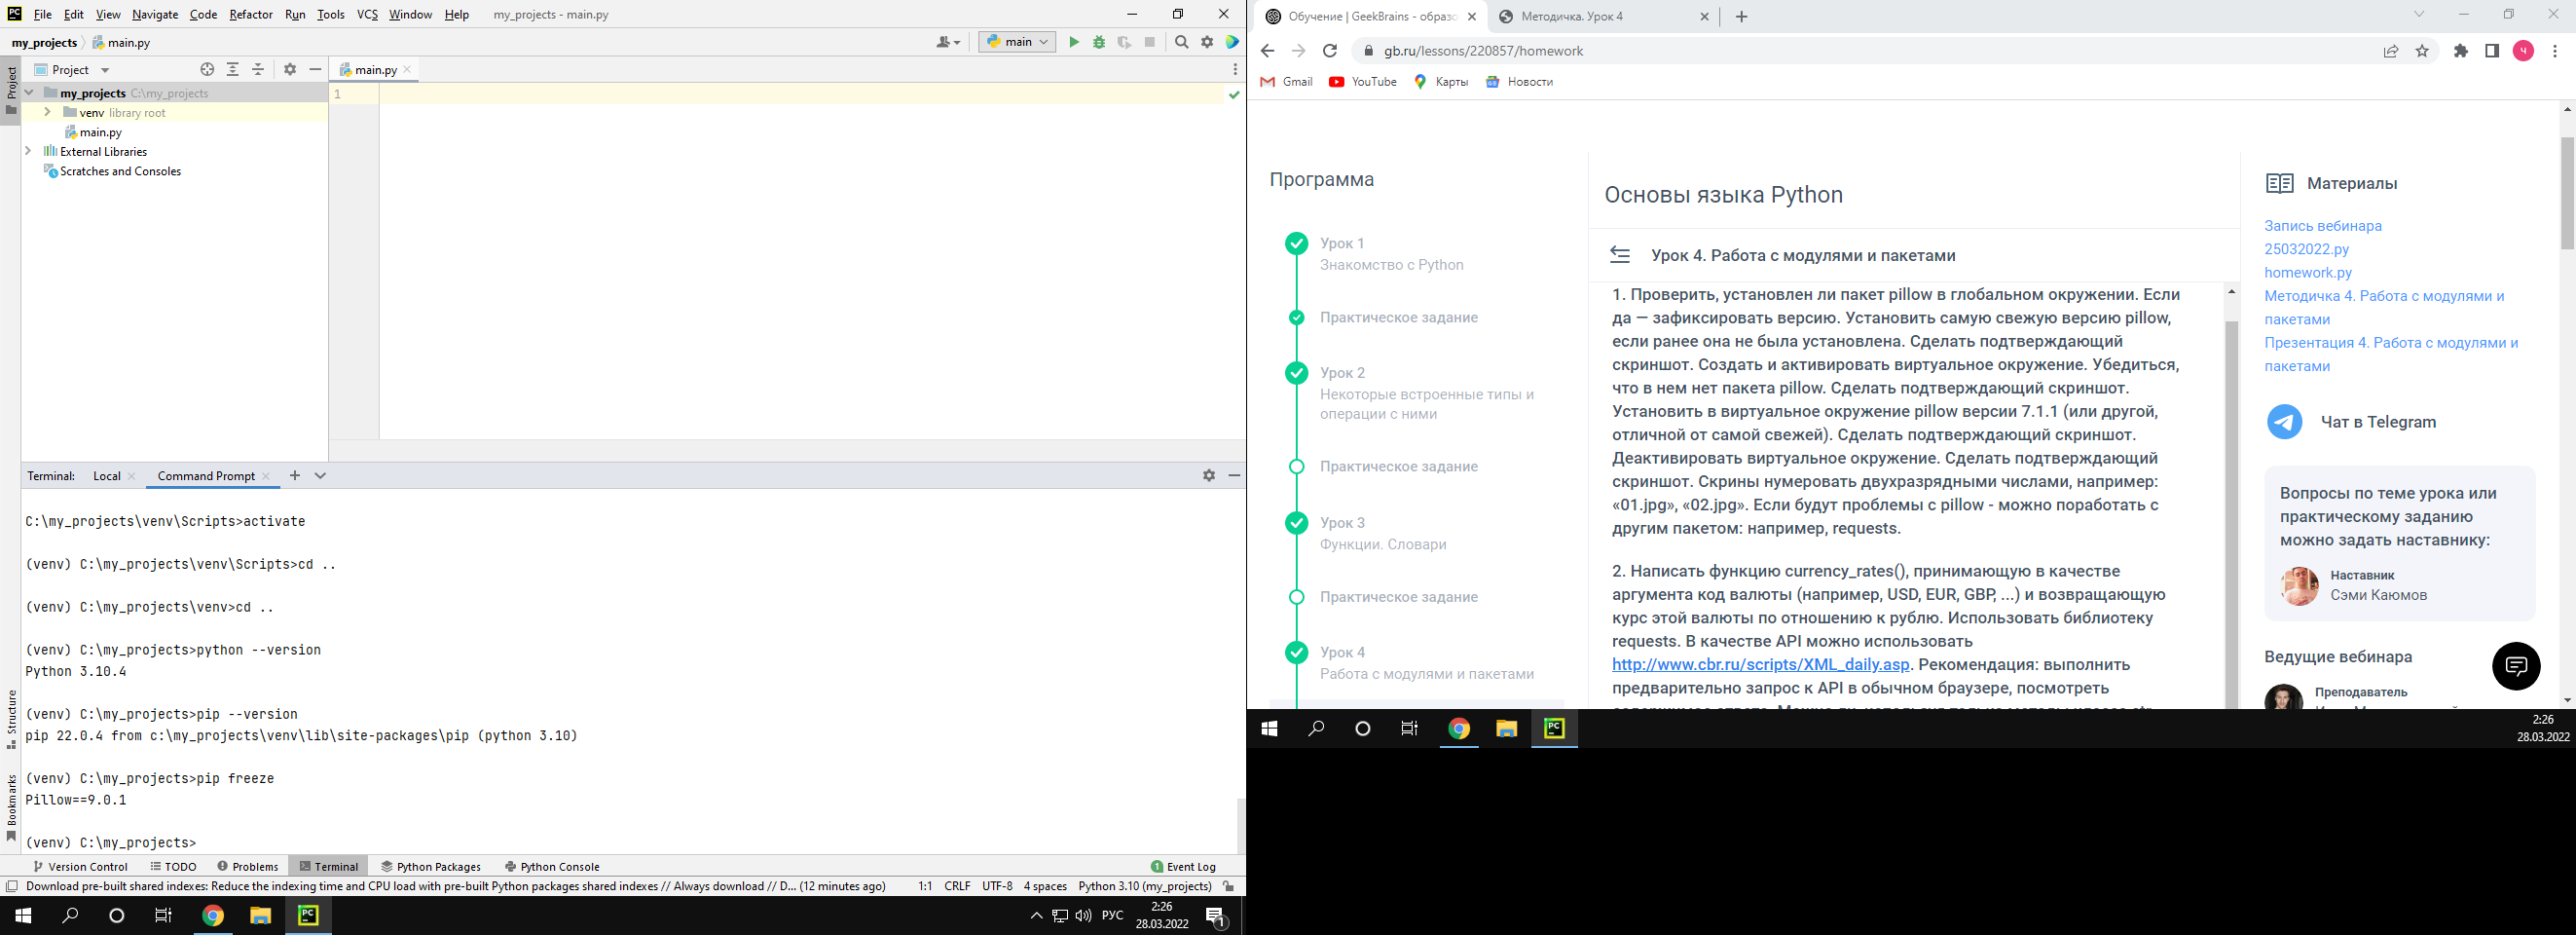 File Edit View Navigate Code Refactor Run Tools VCS Window Help my_projects - main.py
my_projects main.py
main
Project
Project
main.py
my_projects C:\my_projects
venv library root
main.py
External Libraries
Scratches and Consoles
1
Terminal: Local Command Prompt
C:\my_projects\venv\Scripts>activate
(venv) C:\my_projects\venv\Scripts>cd ..
(venv) C:\my_projects\venv>cd ..
(venv) C:\my_projects>python --version
Python 3.10.4
(venv) C:\my_projects>pip --version
pip 22.0.4 from c:\my_projects\venv\lib\site-packages\pip (python 3.10)
(venv) C:\my_projects>pip freeze
Pillow==9.0.1
(venv) C:\my_projects>
Structure
Bookmarks
Version Control TODO Problems Terminal Python Packages Python Console 1 Event Log
Download pre-built shared indexes: Reduce the indexing time and CPU load with pre-built Python packages shared indexes // Always download // D... (12 minutes ago) 1:1 CRLF UTF-8 4 spaces Python 3.10 (my_projects)
РУС
2:26
28.03.2022
1
Обучение | GeekBrains - образо
Методичка. Урок 4
gb.ru/lessons/220857/homework
ч
Gmail YouTube Карты Новости
Программа
Урок 1
Знакомство с Python
Практическое задание
Урок 2
Некоторые встроенные типы и
операции с ними
Практическое задание
Урок 3
Функции. Словари
Практическое задание
Урок 4
Работа с модулями и пакетами
Основы языка Python
Урок 4. Работа с модулями и пакетами
1. Проверить, установлен ли пакет pillow в глобальном окружении. Если
да — зафиксировать версию. Установить самую свежую версию pillow,
если ранее она не была установлена. Сделать подтверждающий
скриншот. Создать и активировать виртуальное окружение. Убедиться,
что в нем нет пакета pillow. Сделать подтверждающий скриншот.
Установить в виртуальное окружение pillow версии 7.1.1 (или другой,
отличной от самой свежей). Сделать подтверждающий скриншот.
Деактивировать виртуальное окружение. Сделать подтверждающий
скриншот. Скрины нумеровать двухразрядными числами, например:
«01.jpg», «02.jpg». Если будут проблемы с pillow - можно поработать с
другим пакетом: например, requests.
2. Написать функцию currency_rates(), принимающую в качестве
аргумента код валюты (например, USD, EUR, GBP, ...) и возвращающую
курс этой валюты по отношению к рублю. Использовать библиотеку
requests. В качестве API можно использовать
http://www.cbr.ru/scripts/XML_daily.asp. Рекомендация: выполнить
предварительно запрос к API в обычном браузере, посмотреть
Материалы
Запись вебинара
25032022.py
homework.py
Методичка 4. Работа с модулями и
пакетами
Презентация 4. Работа с модулями и
пакетами
Чат в Telegram
Вопросы по теме урока или
практическому заданию
можно задать наставнику:
Наставник
Сэми Каюмов
Ведущие вебинара
Преподаватель
2:26
28.03.2022